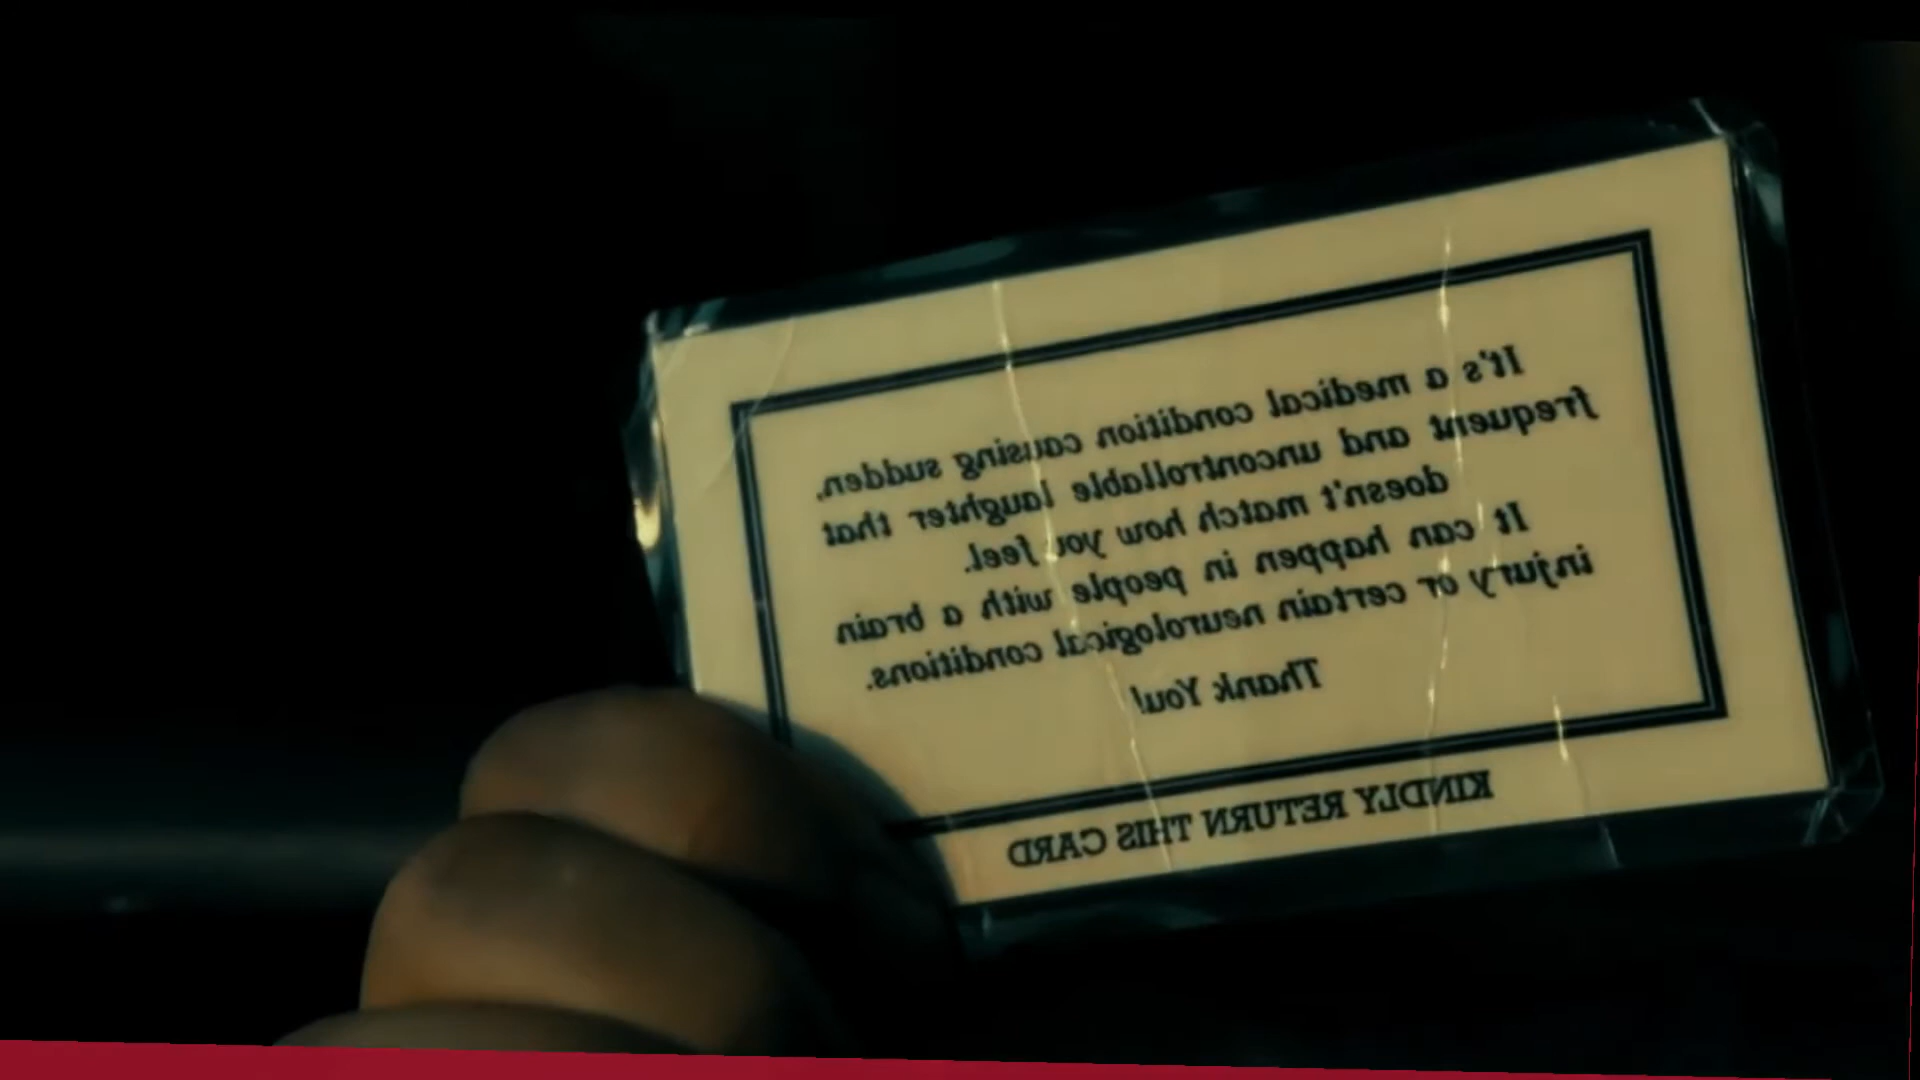 It's a medical condition causing sudden,
frequent and uncontrollable laughter that
doesn't match how you feel.
It can happen in people with a brain
injury or certain neurological conditions.
Thank You!
KINDLY RETURN THIS CARD